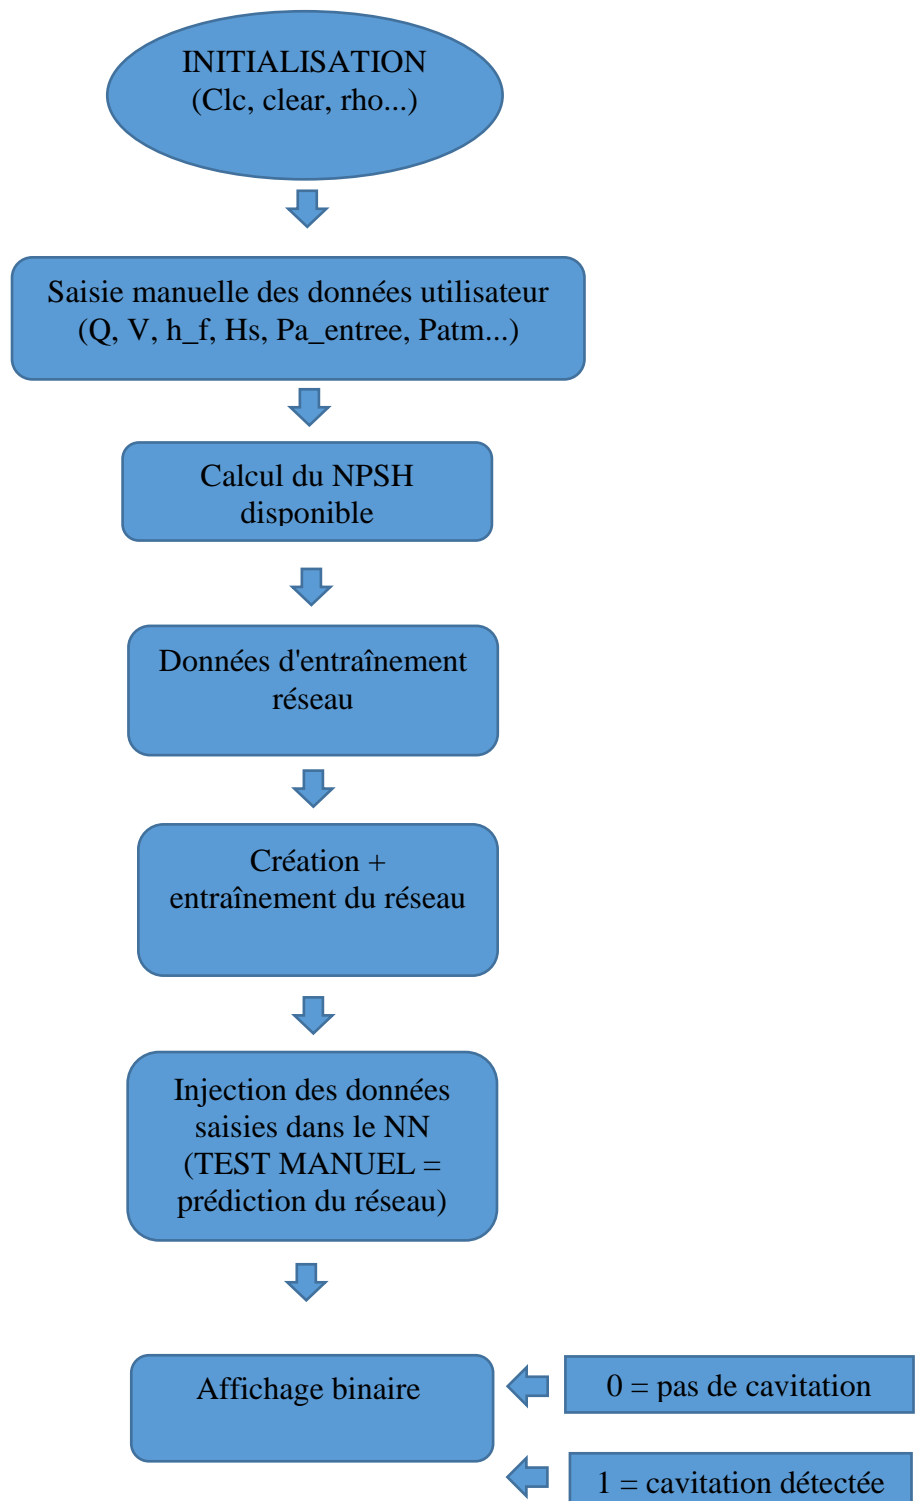 INITIALISATION
(Clc, clear, rho...)
Saisie manuelle des données utilisateur
(Q, V, h_f, Hs, Pa_entree, Patm...)
Calcul du NPSH
disponible
Données d'entraînement
réseau
Création +
entraînement du réseau
Injection des données
saisies dans le NN
(TEST MANUEL =
prédiction du réseau)
Affichage binaire
0 = pas de cavitation
1 = cavitation détectée